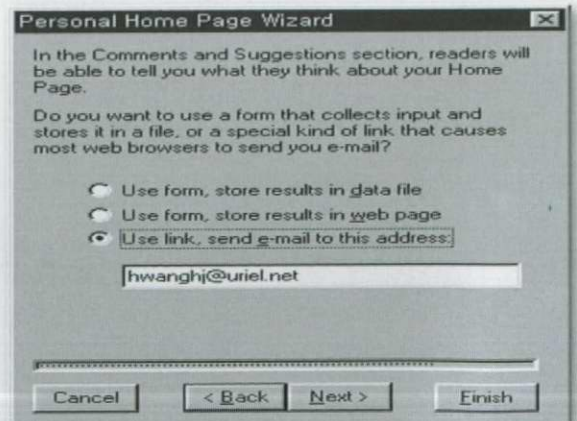 Personal Home Page Wizard
In the Comments and Suggestions section, readers will
be able to tell you what they think about your Home
Page.
Do you want to use a form that collects input and
stores it in a file, or a special kind of link that causes
most web browsers to send you e-mail?
Use form, store results in data file
Use form, store results in web page
Use link, send e-mail to this address:
hwanghj@uriel.net
Cancel
< Back
Next >
Finish